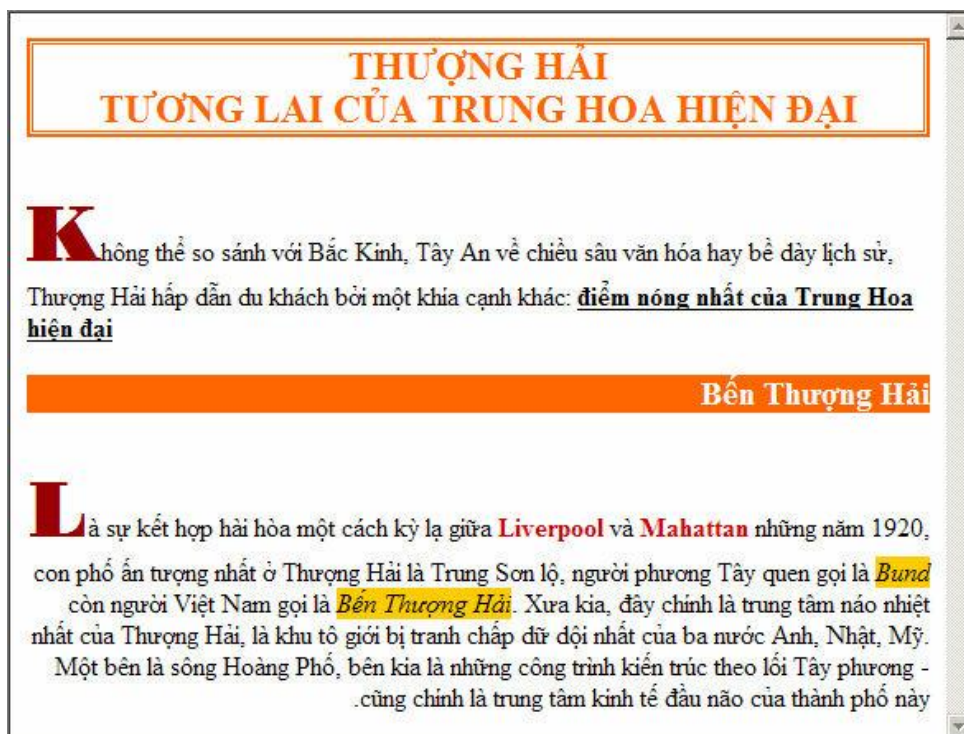 THƯỢNG HẢI
TƯƠNG LAI CỦA TRUNG HOA HIỆN ĐẠI
Không thể so sánh với Bắc Kinh, Tây An về chiều sâu văn hóa hay bề dày lịch sử,
Thượng Hải hấp dẫn du khách bởi một khía cạnh khác: điểm nóng nhất của Trung Hoa
hiện đại
Bến Thượng Hải
Là sự kết hợp hài hòa một cách kỳ lạ giữa Liverpool và Mahattan những năm 1920,
con phố ấn tượng nhất ở Thượng Hải là Trung Sơn lộ, người phương Tây quen gọi là Bund
còn người Việt Nam gọi là Bến Thượng Hải. Xưa kia, đây chính là trung tâm náo nhiệt
nhất của Thượng Hải, là khu tô giới bị tranh chấp dữ dội nhất của ba nước Anh, Nhật, Mỹ.
Một bên là sông Hoàng Phố, bên kia là những công trình kiến trúc theo lối Tây phương -
.cũng chính là trung tâm kinh tế đầu não của thành phố này